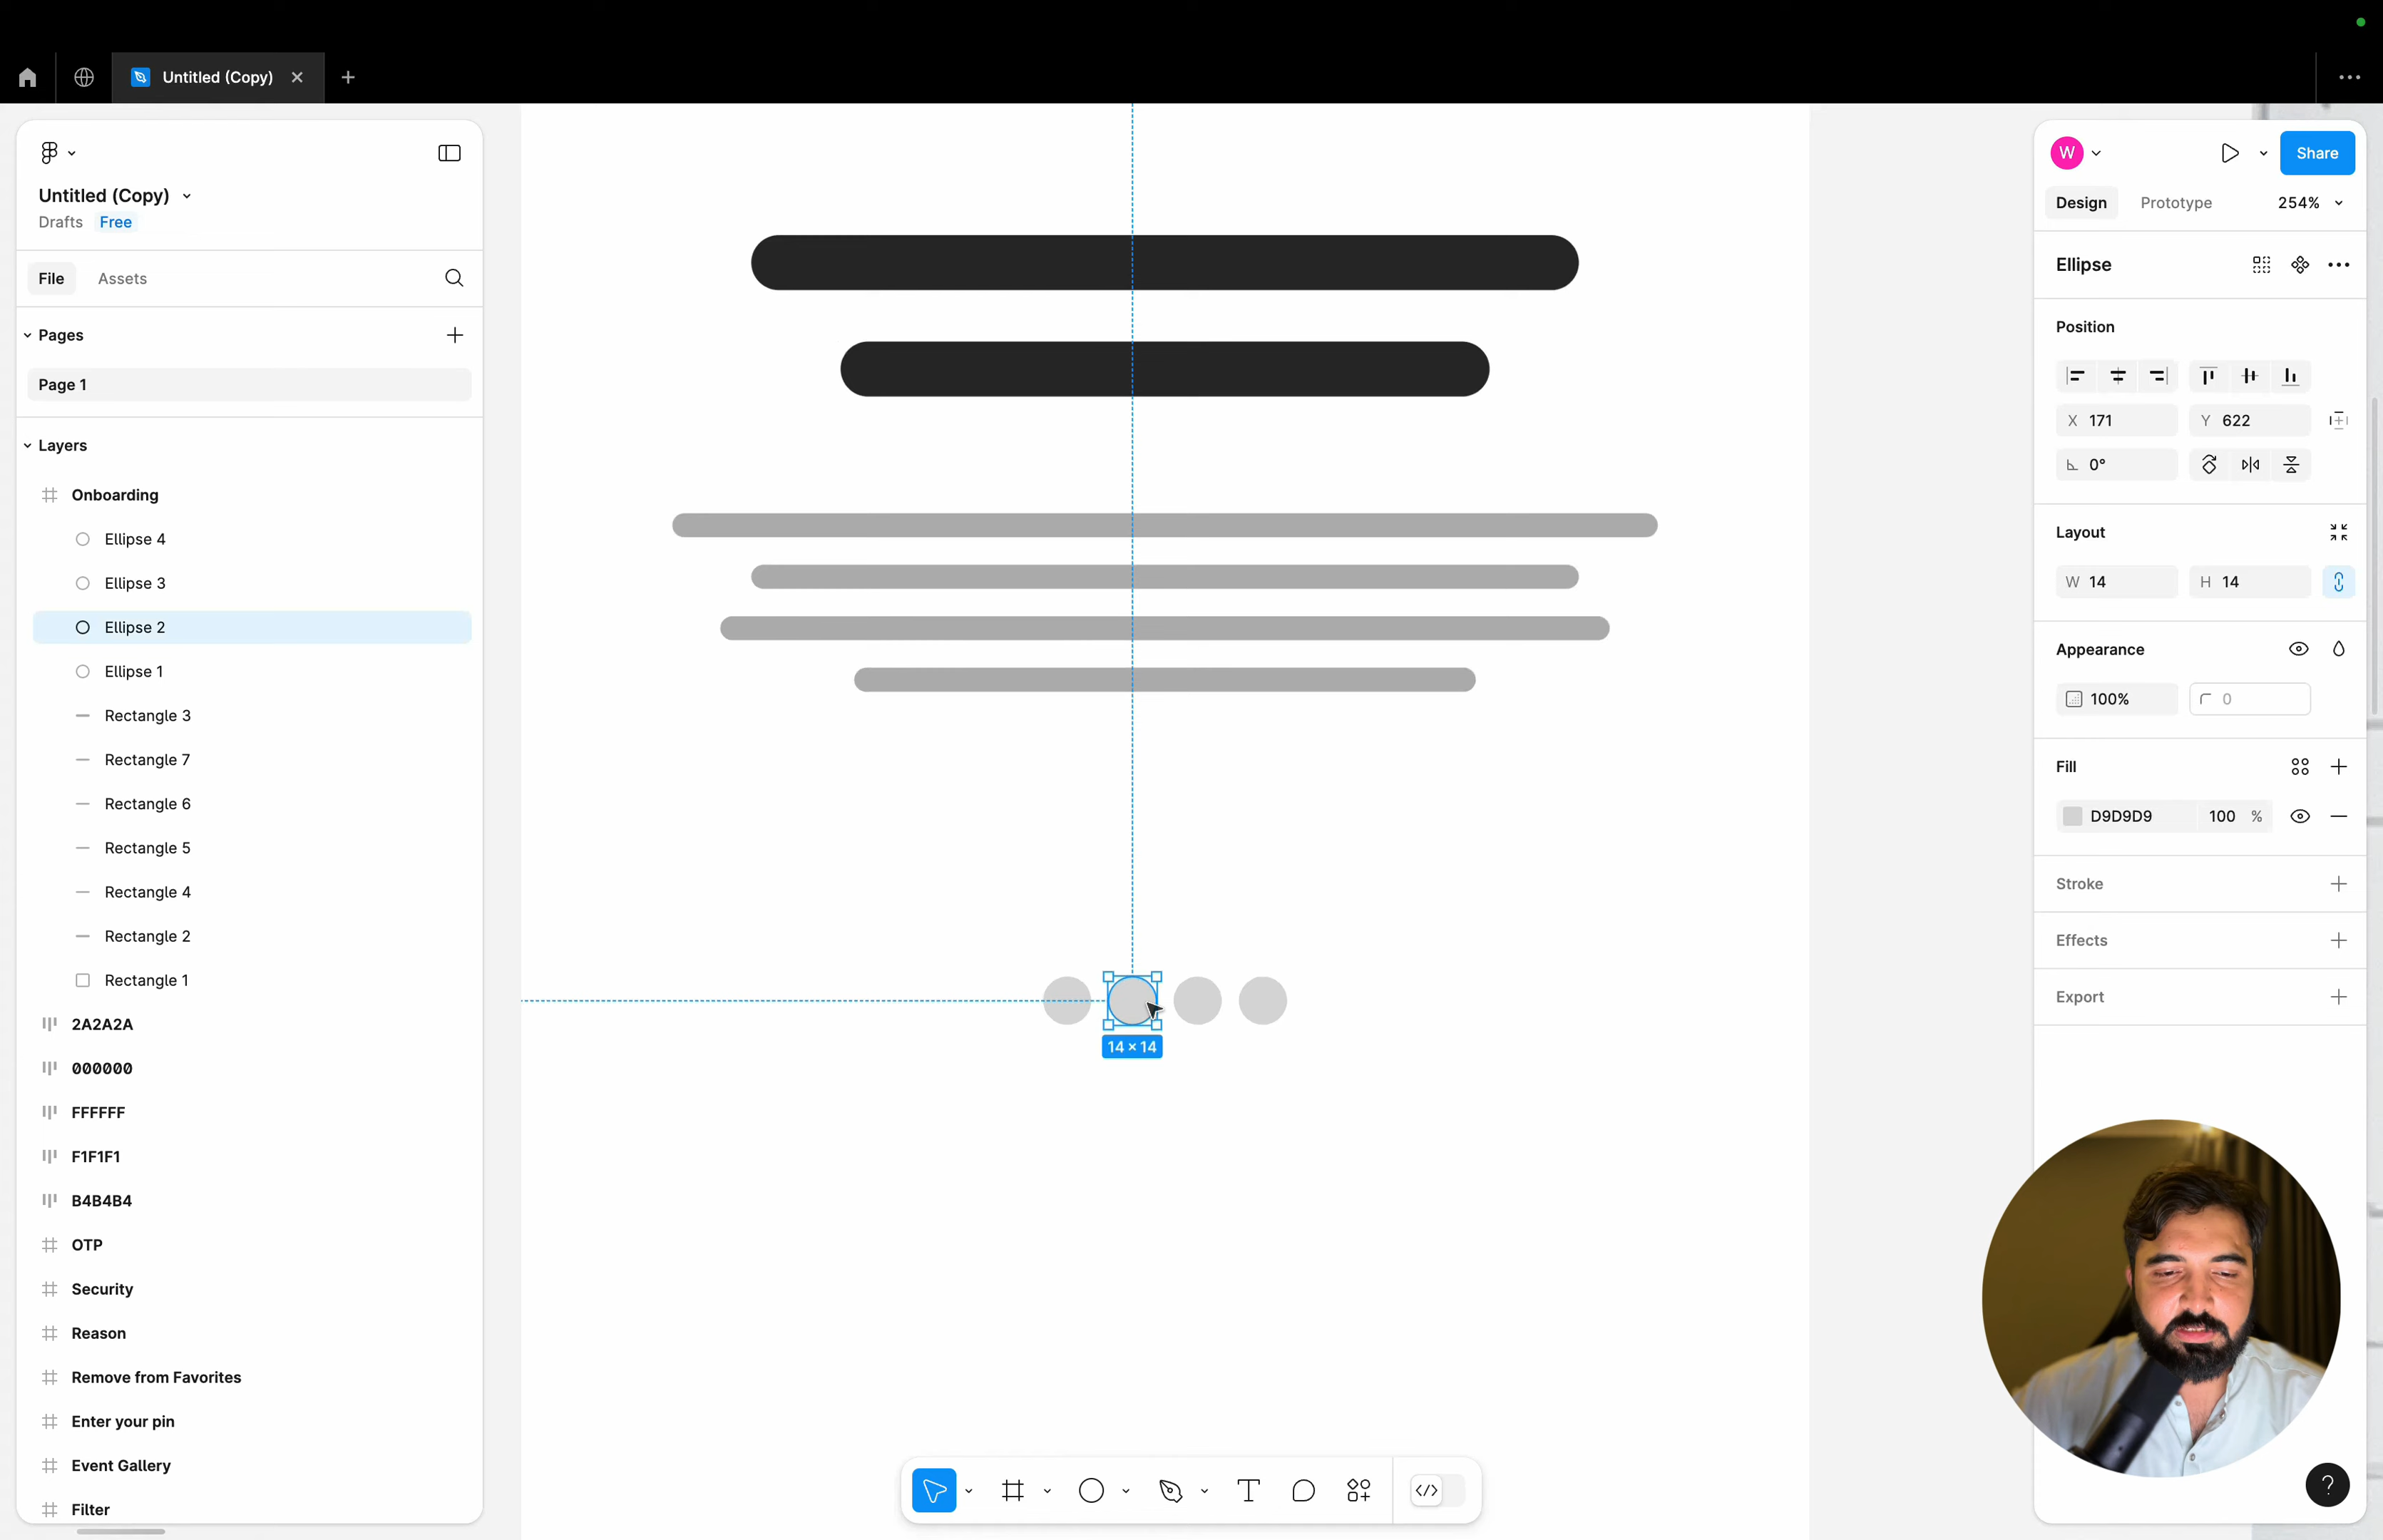 Untitled (Copy)
Untitled (Copy)
Drafts Free
File Assets
Pages
Page 1
Layers
Onboarding
Ellipse 4
Ellipse 3
Ellipse 2
Ellipse 1
Rectangle 3
Rectangle 7
Rectangle 6
Rectangle 5
Rectangle 4
Rectangle 2
Rectangle 1
2A2A2A
000000
FFFFFF
F1F1F1
B4B4B4
OTP
Security
Reason
Remove from Favorites
Enter your pin
Event Gallery
Filter
14 × 14
W Share
Design Prototype 254%
Ellipse
Position
X 171 Y 622
0°
Layout
W 14 H 14
Appearance
100% 0
Fill
D9D9D9 100 %
Stroke
Effects
Export
?